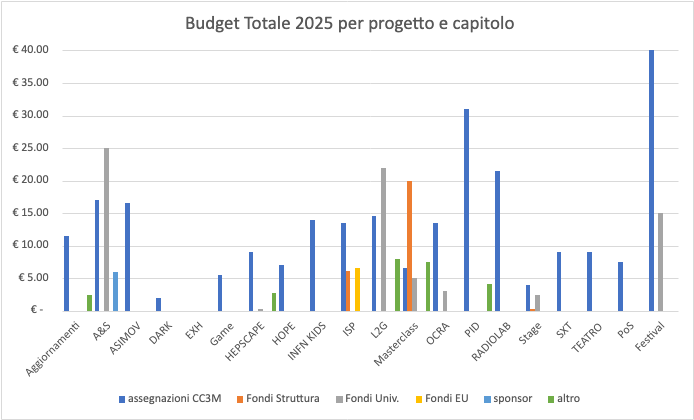 Budget Totale 2025 per progetto e capitolo
€ 40.00
€ 35.00
€ 30.00
€ 25.00
€ 20.00
€ 15.00
€ 10.00
€ 5.00
€ -
Aggiornamenti
A&S
ASIMOV
DARK
EXH
Game
HEPSCAPE
HOPE
INFN KIDS
ISP
L2G
Masterclass
OCRA
PID
RADIOLAB
Stage
SXT
TEATRO
PoS
Festival
assegnazioni CC3M Fondi Struttura Fondi Univ. Fondi EU sponsor altro